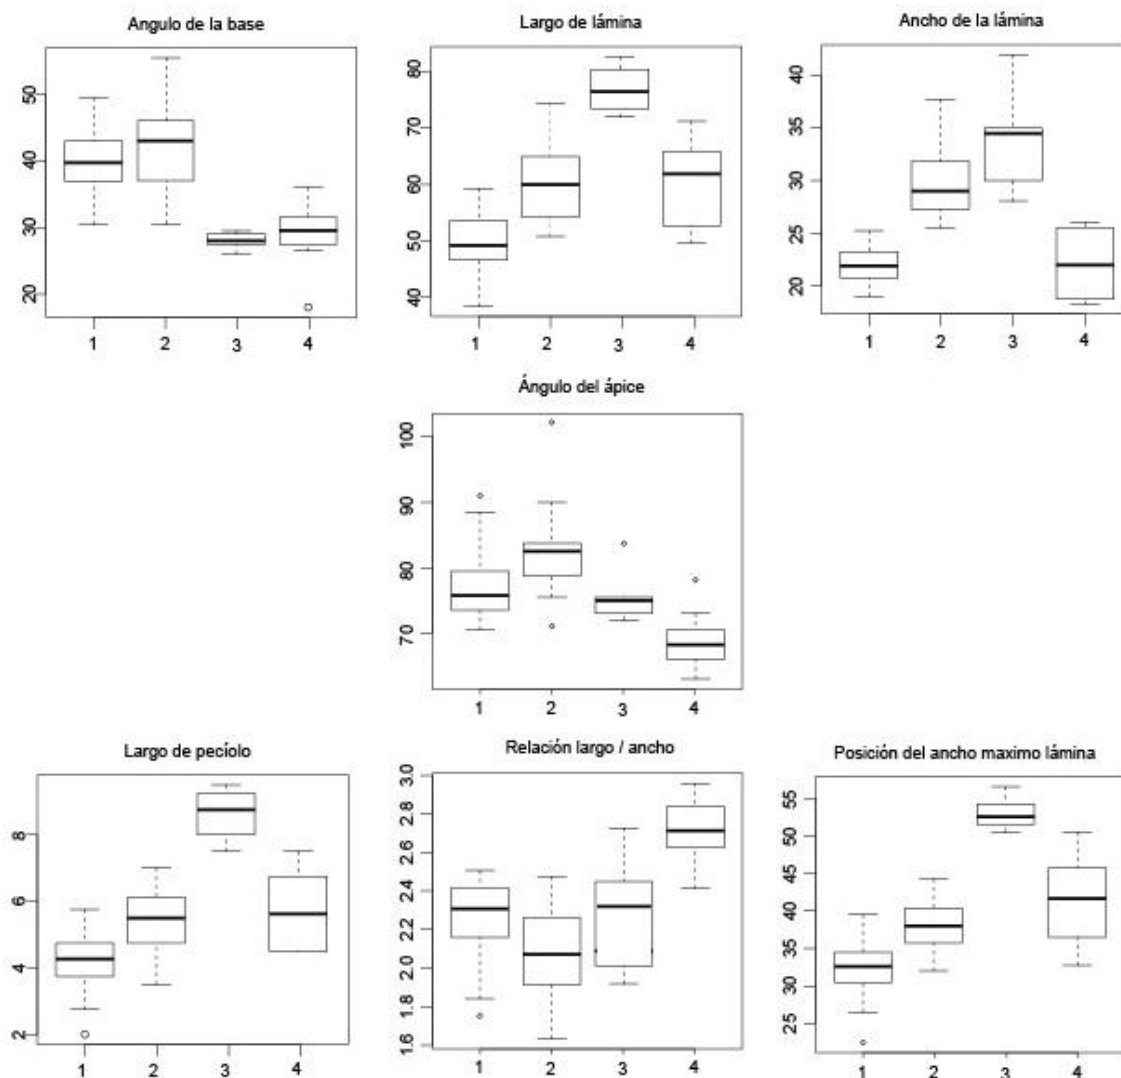 Angulo de la base
50
40
30
20
1 2 3 4
Largo de lámina
80
70
60
50
40
1 2 3 4
Ancho de la lámina
40
35
30
25
20
1 2 3 4
Ángulo del ápice
100
90
80
70
1 2 3 4
Largo de pecíolo
8
6
4
2
1 2 3 4
Relación largo / ancho
3.0
2.8
2.6
2.4
2.2
2.0
1.8
1.6
1 2 3 4
Posición del ancho maximo lámina
55
50
45
40
35
30
25
1 2 3 4